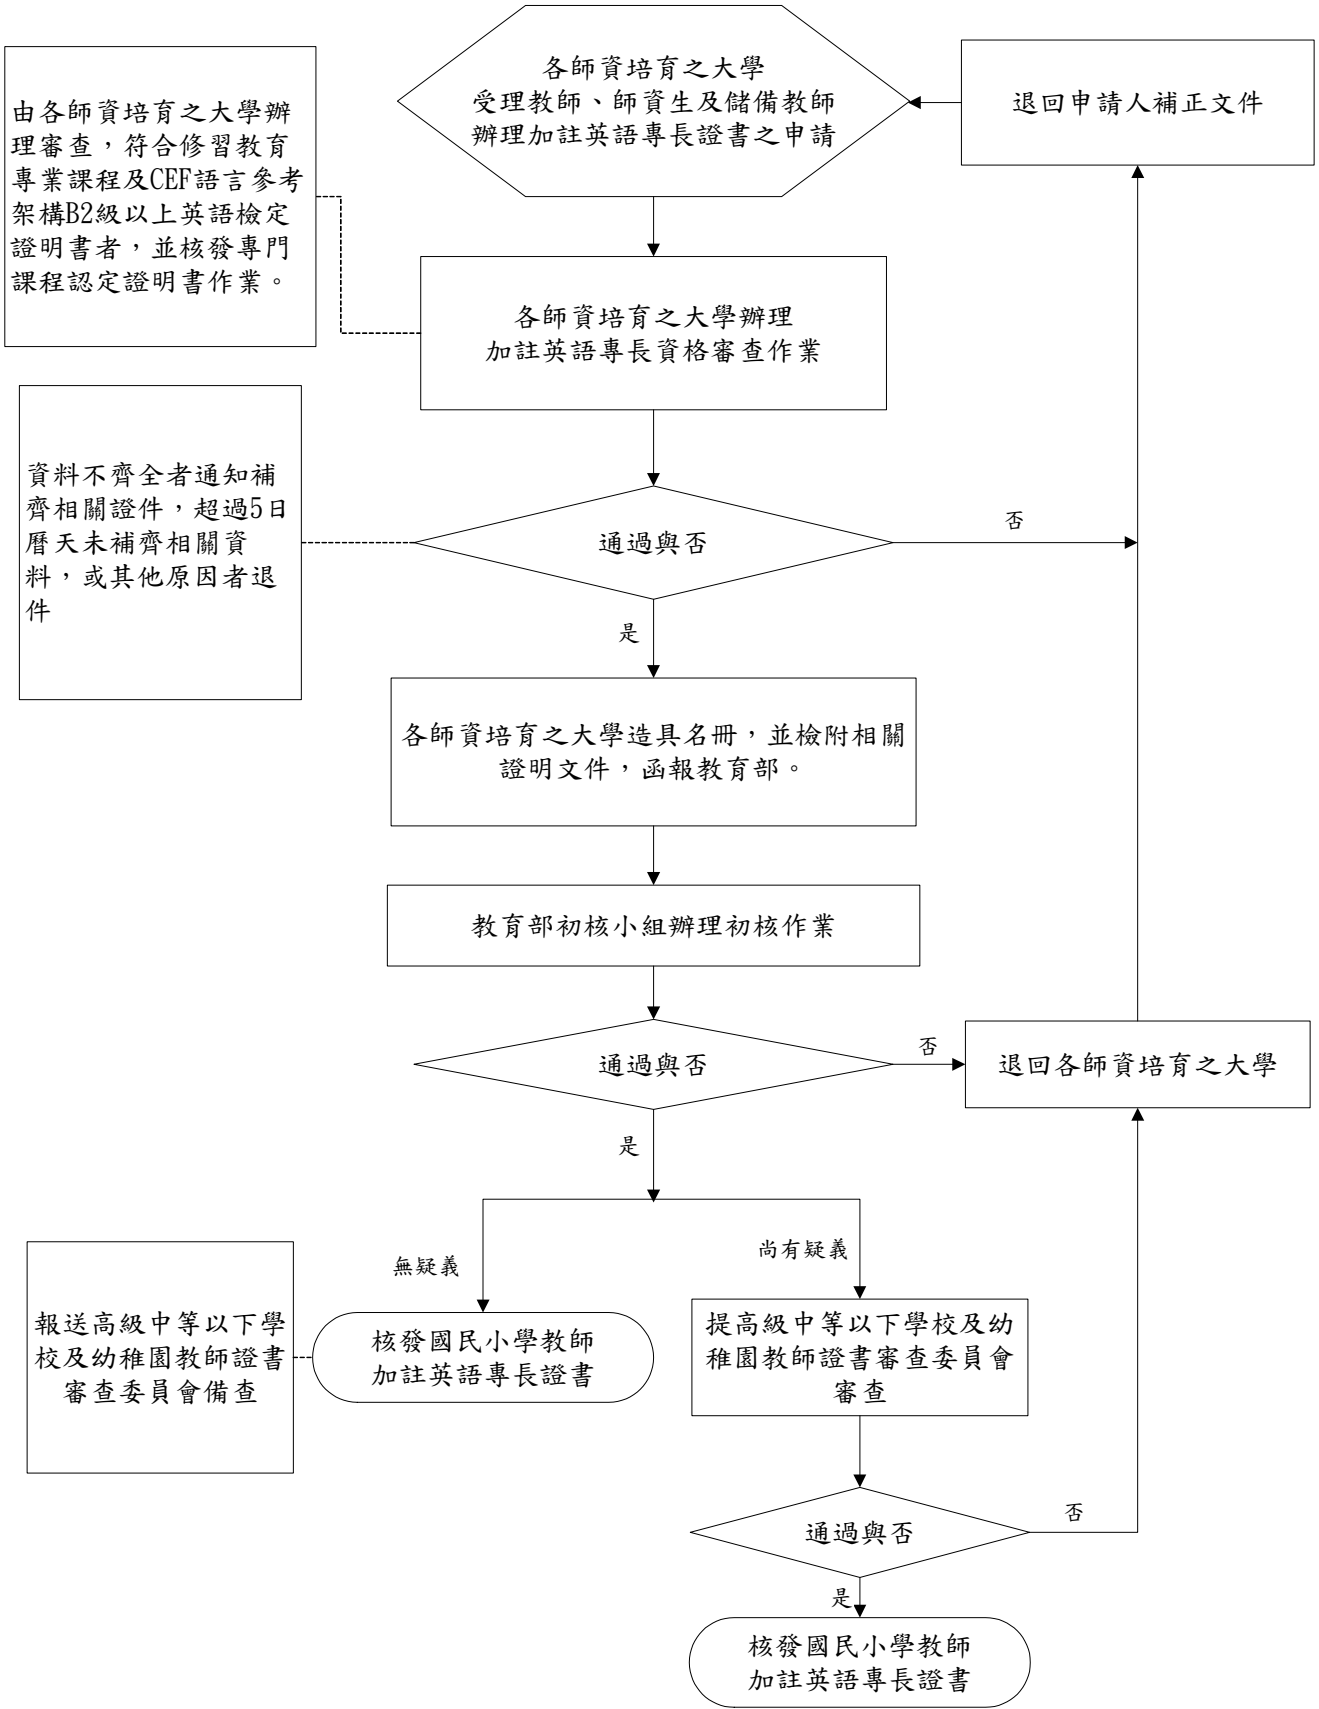 各師資培育之大學
受理教師、師資生及儲備教師
辦理加註英語專長證書之申請
退回申請人補正文件
由各師資培育之大學辦
理審查，符合修習教育
專業課程及CEF語言參考
架構B2級以上英語檢定
證明書者，並核發專門
課程認定證明書作業。
各師資培育之大學辦理
加註英語專長資格審查作業
資料不齊全者通知補
齊相關證件，超過5日
曆天未補齊相關資
料，或其他原因者退
件
通過與否
否
是
各師資培育之大學造具名冊，並檢附相關
證明文件，函報教育部。
教育部初核小組辦理初核作業
通過與否
否
退回各師資培育之大學
是
無疑義
尚有疑義
報送高級中等以下學
校及幼稚園教師證書
審查委員會備查
核發國民小學教師
加註英語專長證書
提高級中等以下學校及幼
稚園教師證書審查委員會
審查
通過與否
否
是
核發國民小學教師
加註英語專長證書